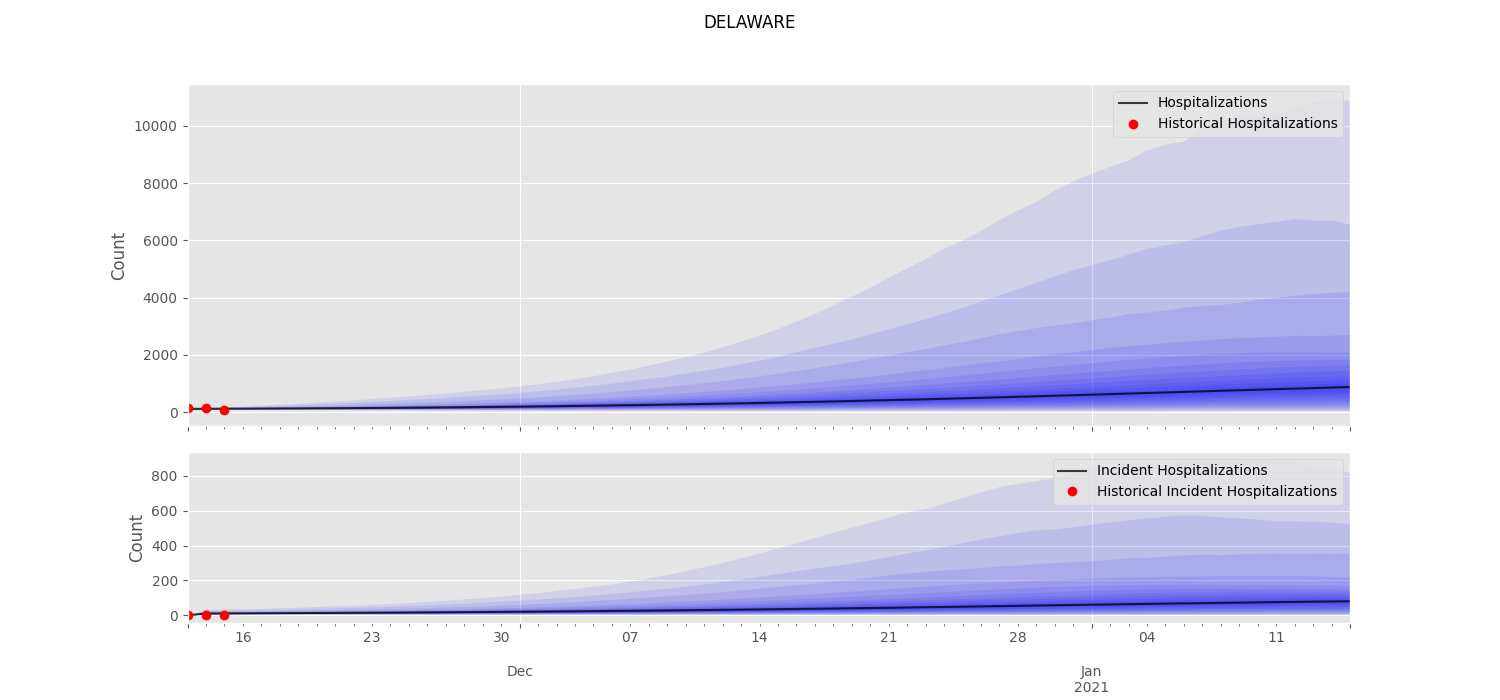 DELAWARE
Count
10000
8000
6000
4000
2000
0
Hospitalizations
Historical Hospitalizations
Count
800
600
400
200
0
Incident Hospitalizations
Historical Incident Hospitalizations
16 23 30 07 14 21 28 04 11
Dec Jan
2021